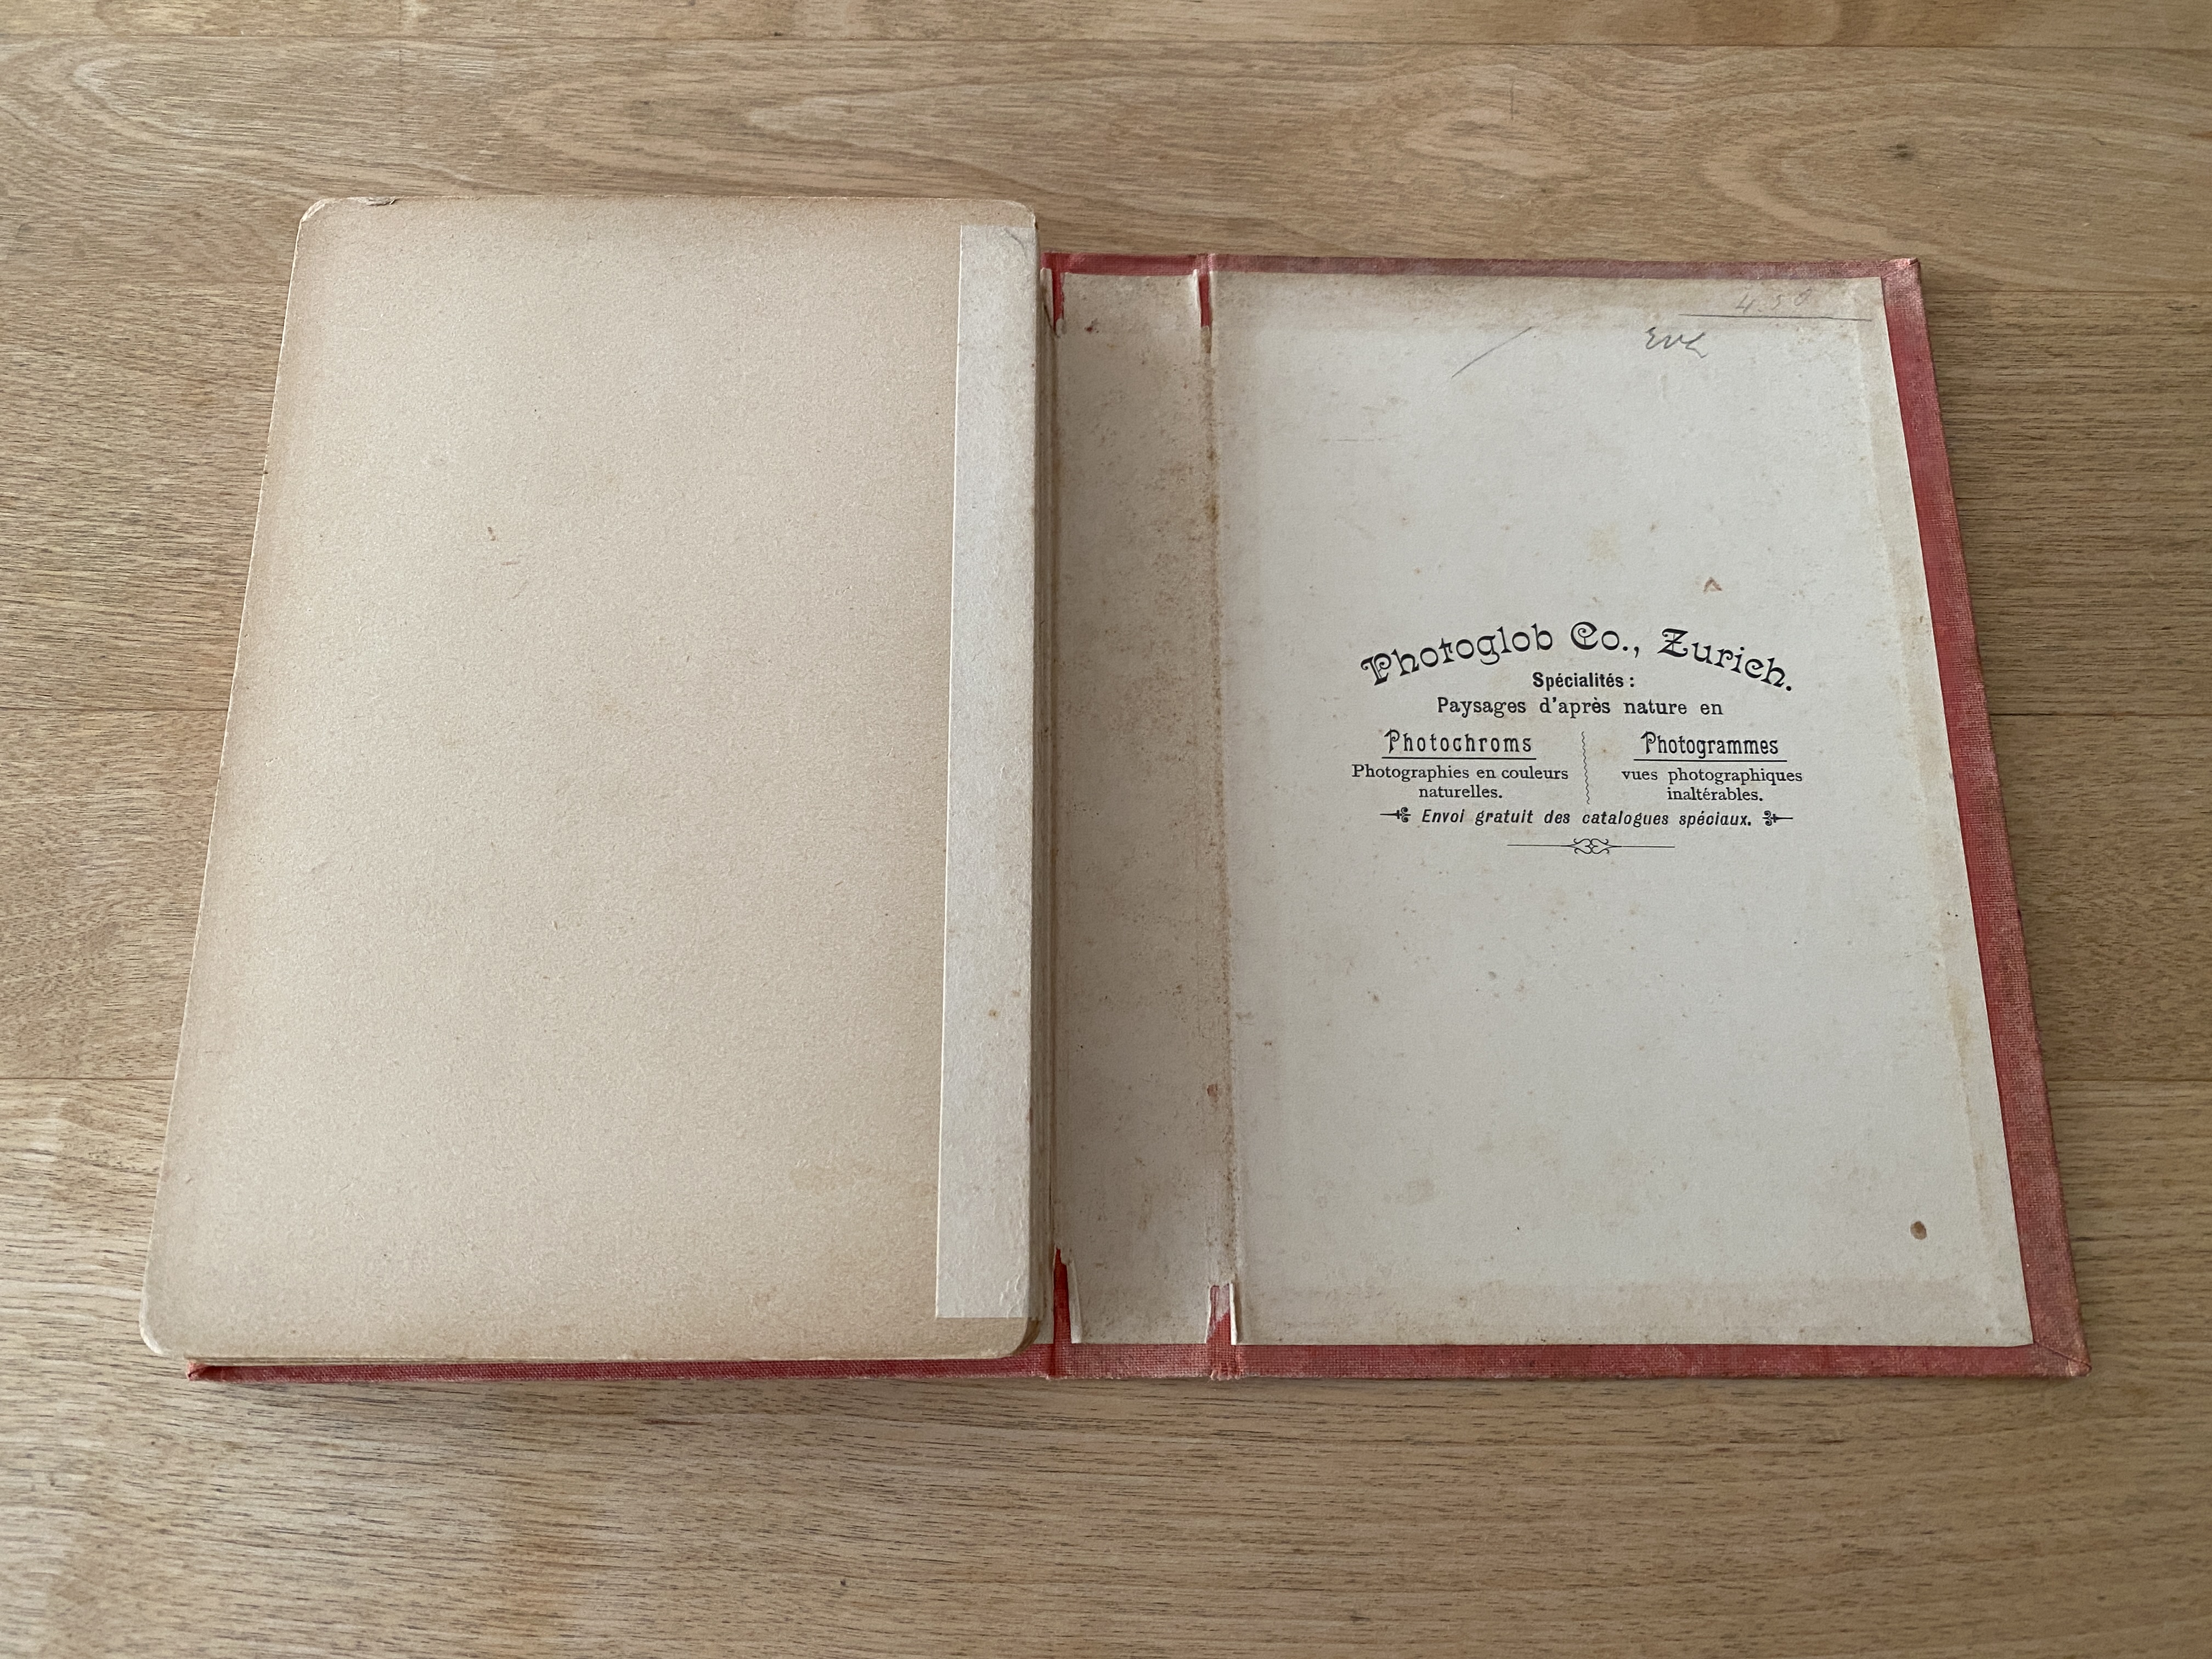 4.50
Photoglob Co., Zurich.
Spécialités :
Paysages d'après nature en
Photochroms
Photographies en couleurs
naturelles.
Photogrammes
vues photographiques
inaltérables.
Envoi gratuit des catalogues spéciaux.